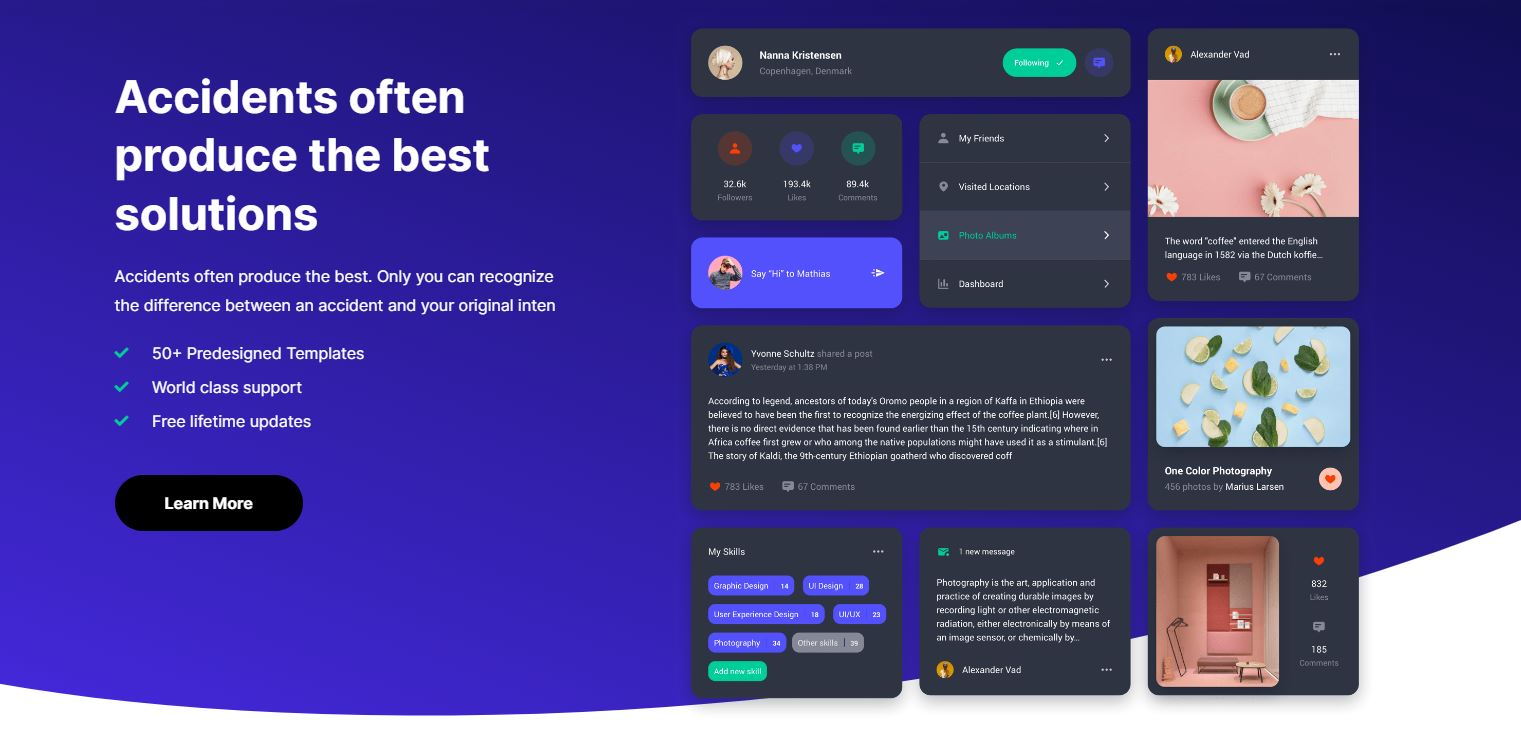 Accidents often
produce the best
solutions
Accidents often produce the best. Only you can recognize
the difference between an accident and your original inten
50+ Predesigned Templates
World class support
Free lifetime updates
Learn More
Nanna Kristensen
Copenhagen, Denmark
Following
32.6k
Followers
193.4k
Likes
89.4k
Comments
Say "Hi" to Mathias
My Friends
Visited Locations
Photo Albums
Dashboard
Yvonne Schultz shared a post
Yesterday at 1:38 PM
According to legend, ancestors of today's Oromo people in a region of Kaffa in Ethiopia were
believed to have been the first to recognize the energizing effect of the coffee plant.[6] However,
there is no direct evidence that has been found earlier than the 15th century indicating where in
Africa coffee first grew or who among the native populations might have used it as a stimulant.[6]
The story of Kaldi, the 9th-century Ethiopian goatherd who discovered coff
783 Likes 67 Comments
My Skills
Graphic Design 14 UI Design 28
User Experience Design 18 UI/UX 23
Photography 34 Other skills 39
Add new skill
1 new message
Photography is the art, application and
practice of creating durable images by
recording light or other electromagnetic
radiation, either electronically by means of
an image sensor, or chemically by...
Alexander Vad
Alexander Vad
The word "coffee" entered the English
language in 1582 via the Dutch koffie...
783 Likes 67 Comments
One Color Photography
456 photos by Marius Larsen
832
Likes
185
Comments